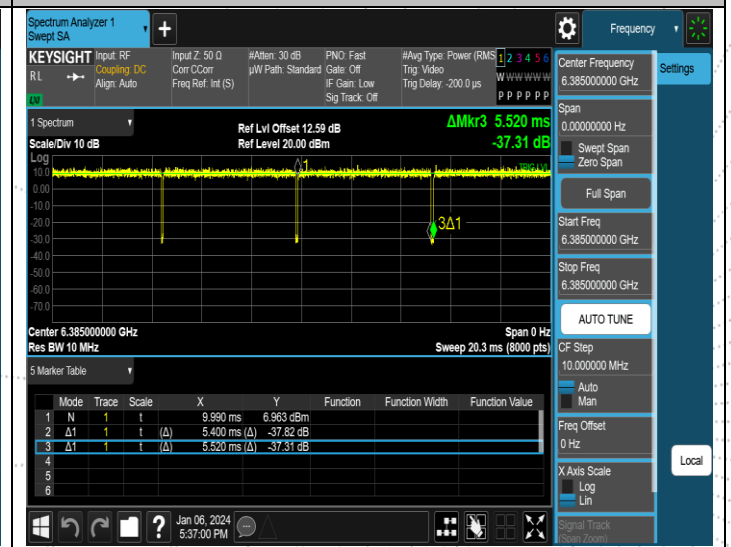 Spectrum Analyzer 1
Swept SA
+
Frequency
KEYSIGHT
RL
LXI
Input: RF
Coupling: DC
Align: Auto
Input Z: 50 Ω
Corr CCorr
Freq Ref: Int (S)
#Atten: 30 dB
µW Path: Standard
PNO: Fast
Gate: Off
IF Gain: Low
Sig Track: Off
#Avg Type: Power (RMS
Trig: Video
Trig Delay: -200.0 µs
1 2 3 4 5 6
W W W W W W
P P P P P P
1 Spectrum
Scale/Div 10 dB
Ref Lvl Offset 12.59 dB
Ref Level 20.00 dBm
ΔMkr3 5.520 ms
-37.31 dB
Log
10.0
0.00
-10.0
-20.0
-30.0
-40.0
-50.0
-60.0
-70.0
1
TRIG LVL
3Δ1
Center 6.385000000 GHz
Res BW 10 MHz
Span 0 Hz
Sweep 20.3 ms (8000 pts)
5 Marker Table
Mode Trace Scale X Y Function Function Width Function Value
1 N 1 t 9.990 ms 6.963 dBm
2 Δ1 1 t (Δ) 5.400 ms (Δ) -37.82 dB
3 Δ1 1 t (Δ) 5.520 ms (Δ) -37.31 dB
4
5
6
Center Frequency
6.385000000 GHz
Span
0.00000000 Hz
Swept Span
Zero Span
Full Span
Start Freq
6.385000000 GHz
Stop Freq
6.385000000 GHz
AUTO TUNE
CF Step
10.000000 MHz
Auto
Man
Freq Offset
0 Hz
X Axis Scale
Log
Lin
Signal Track
(Span Zoom)
Settings
Local
?
Jan 06, 2024
5:37:00 PM